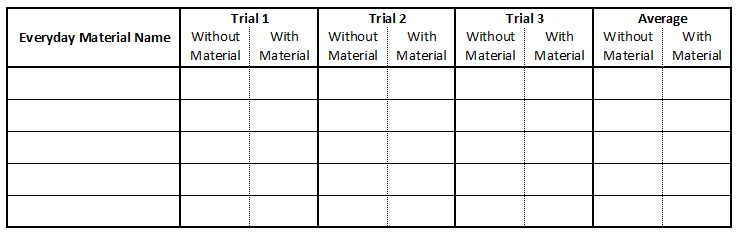 Everyday Material Name
Trial 1 Trial 2 Trial 3 Average
Without With Without With Without With Without With
Material Material Material Material Material Material Material Material